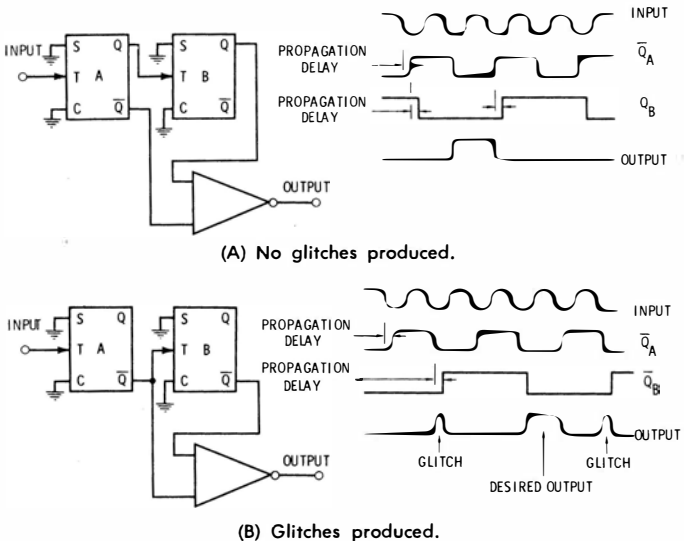 INPUT
S Q
T A
C Q̅
S Q
T B
C Q̅
OUTPUT
INPUT
PROPAGATION
DELAY
Q̅A
PROPAGATION
DELAY
QB
OUTPUT
(A) No glitches produced.
INPUT
S Q
T A
C Q̅
S Q
T B
C Q̅
OUTPUT
INPUT
PROPAGATION
DELAY
Q̅A
PROPAGATION
DELAY
Q̅B
OUTPUT
GLITCH
GLITCH
DESIRED OUTPUT
(B) Glitches produced.